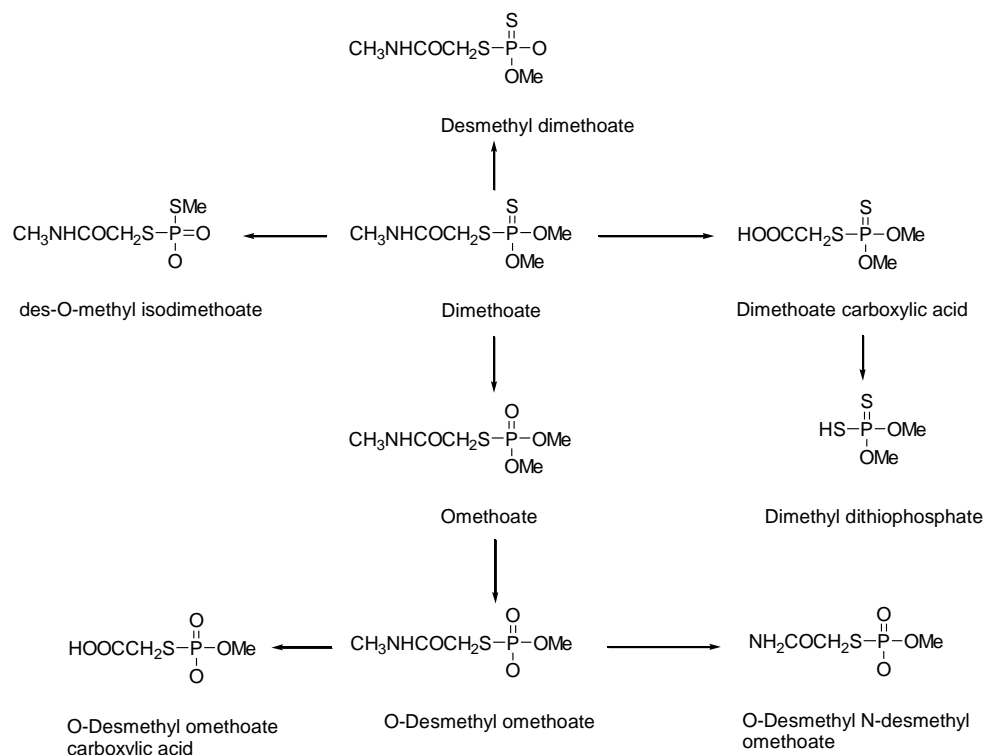 S
CH3NHCOCH2S-P-O
OMe
Desmethyl dimethoate
SMe
CH3NHCOCH2S-P=O
O
des-O-methyl isodimethoate
S
CH3NHCOCH2S-P-OMe
OMe
Dimethoate
S
HOOCCH2S-P-OMe
OMe
Dimethoate carboxylic acid
O
CH3NHCOCH2S-P-OMe
OMe
Omethoate
S
HS-P-OMe
OMe
Dimethyl dithiophosphate
O
HOOCCH2S-P-OMe
O
O-Desmethyl omethoate
carboxylic acid
O
CH3NHCOCH2S-P-OMe
O
O-Desmethyl omethoate
O
NH2COCH2S-P-OMe
O
O-Desmethyl N-desmethyl
omethoate